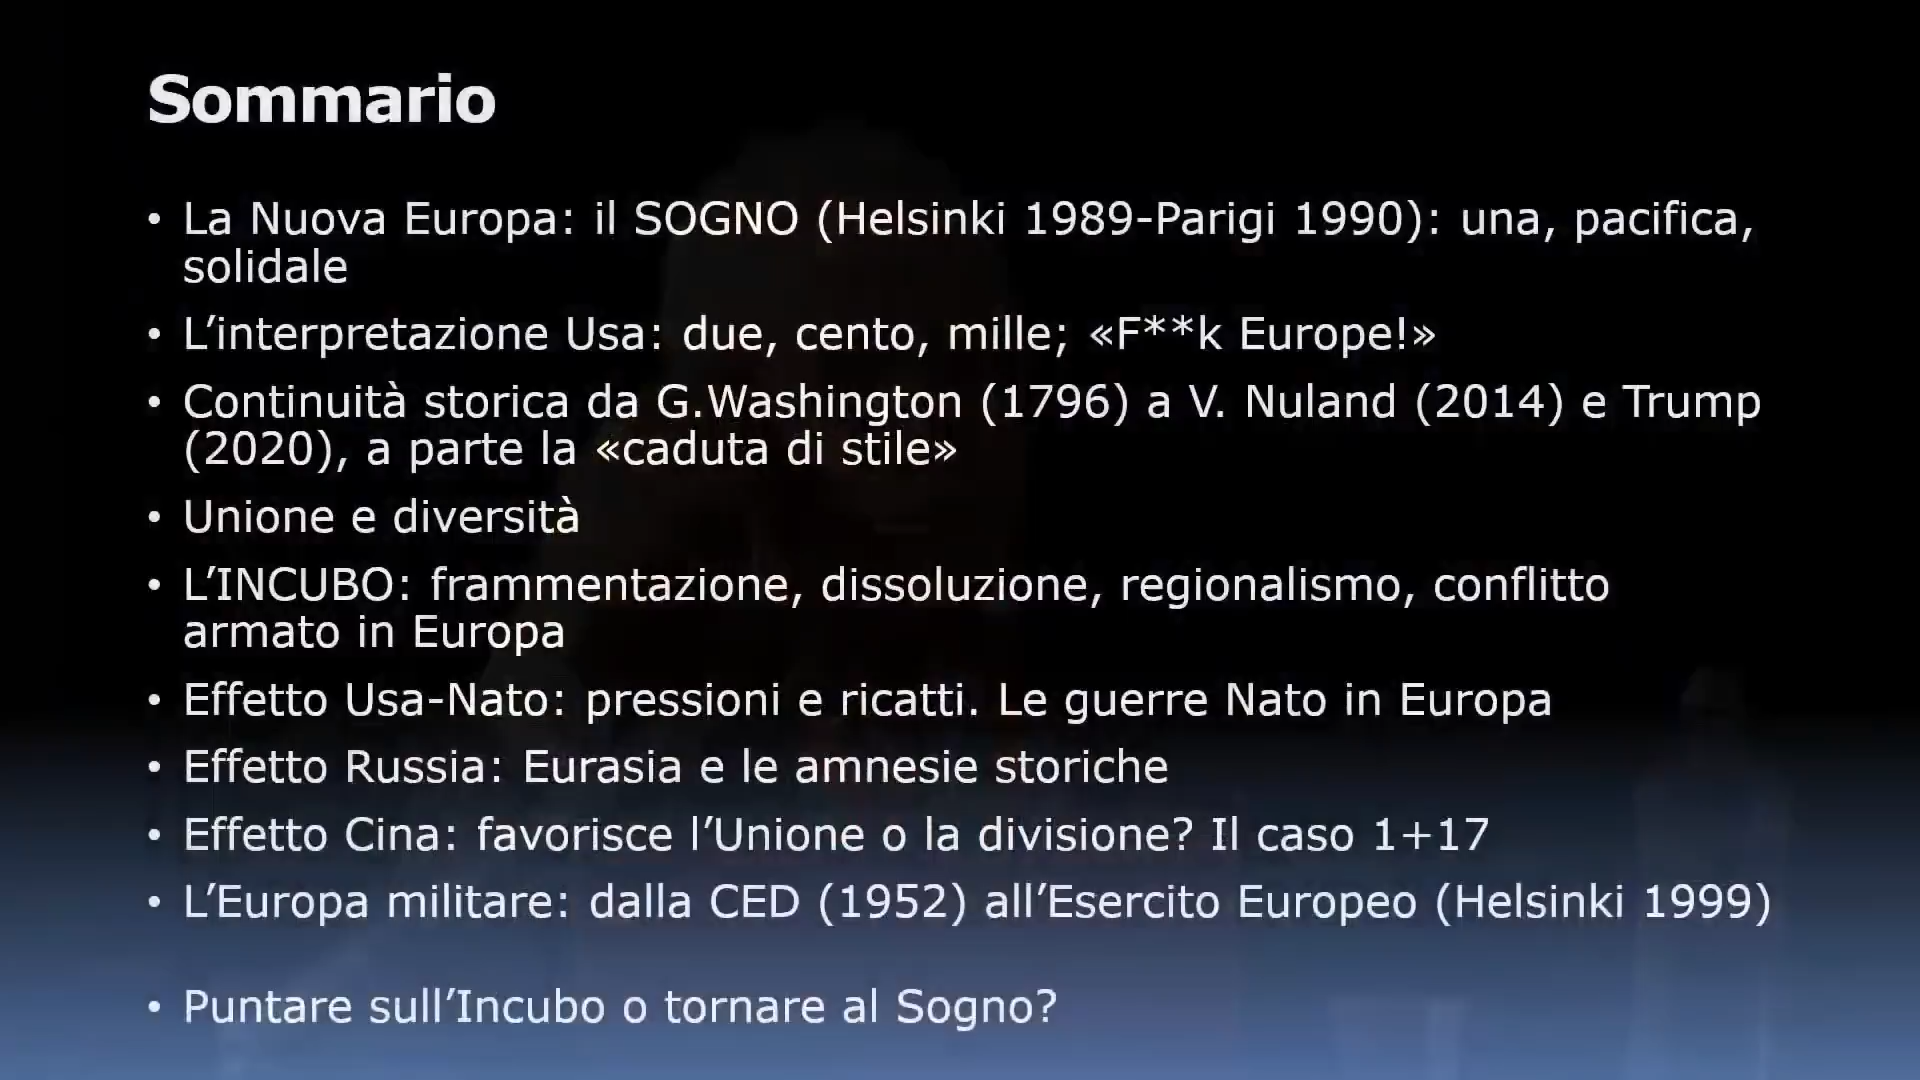 Sommario
• La Nuova Europa: il SOGNO (Helsinki 1989-Parigi 1990): una, pacifica,
solidale
• L’interpretazione Usa: due, cento, mille; «F**k Europe!»
• Continuità storica da G.Washington (1796) a V. Nuland (2014) e Trump
(2020), a parte la «caduta di stile»
• Unione e diversità
• L’INCUBO: frammentazione, dissoluzione, regionalismo, conflitto
armato in Europa
• Effetto Usa-Nato: pressioni e ricatti. Le guerre Nato in Europa
• Effetto Russia: Eurasia e le amnesie storiche
• Effetto Cina: favorisce l’Unione o la divisione? Il caso 1+17
• L’Europa militare: dalla CED (1952) all’Esercito Europeo (Helsinki 1999)
• Puntare sull’Incubo o tornare al Sogno?